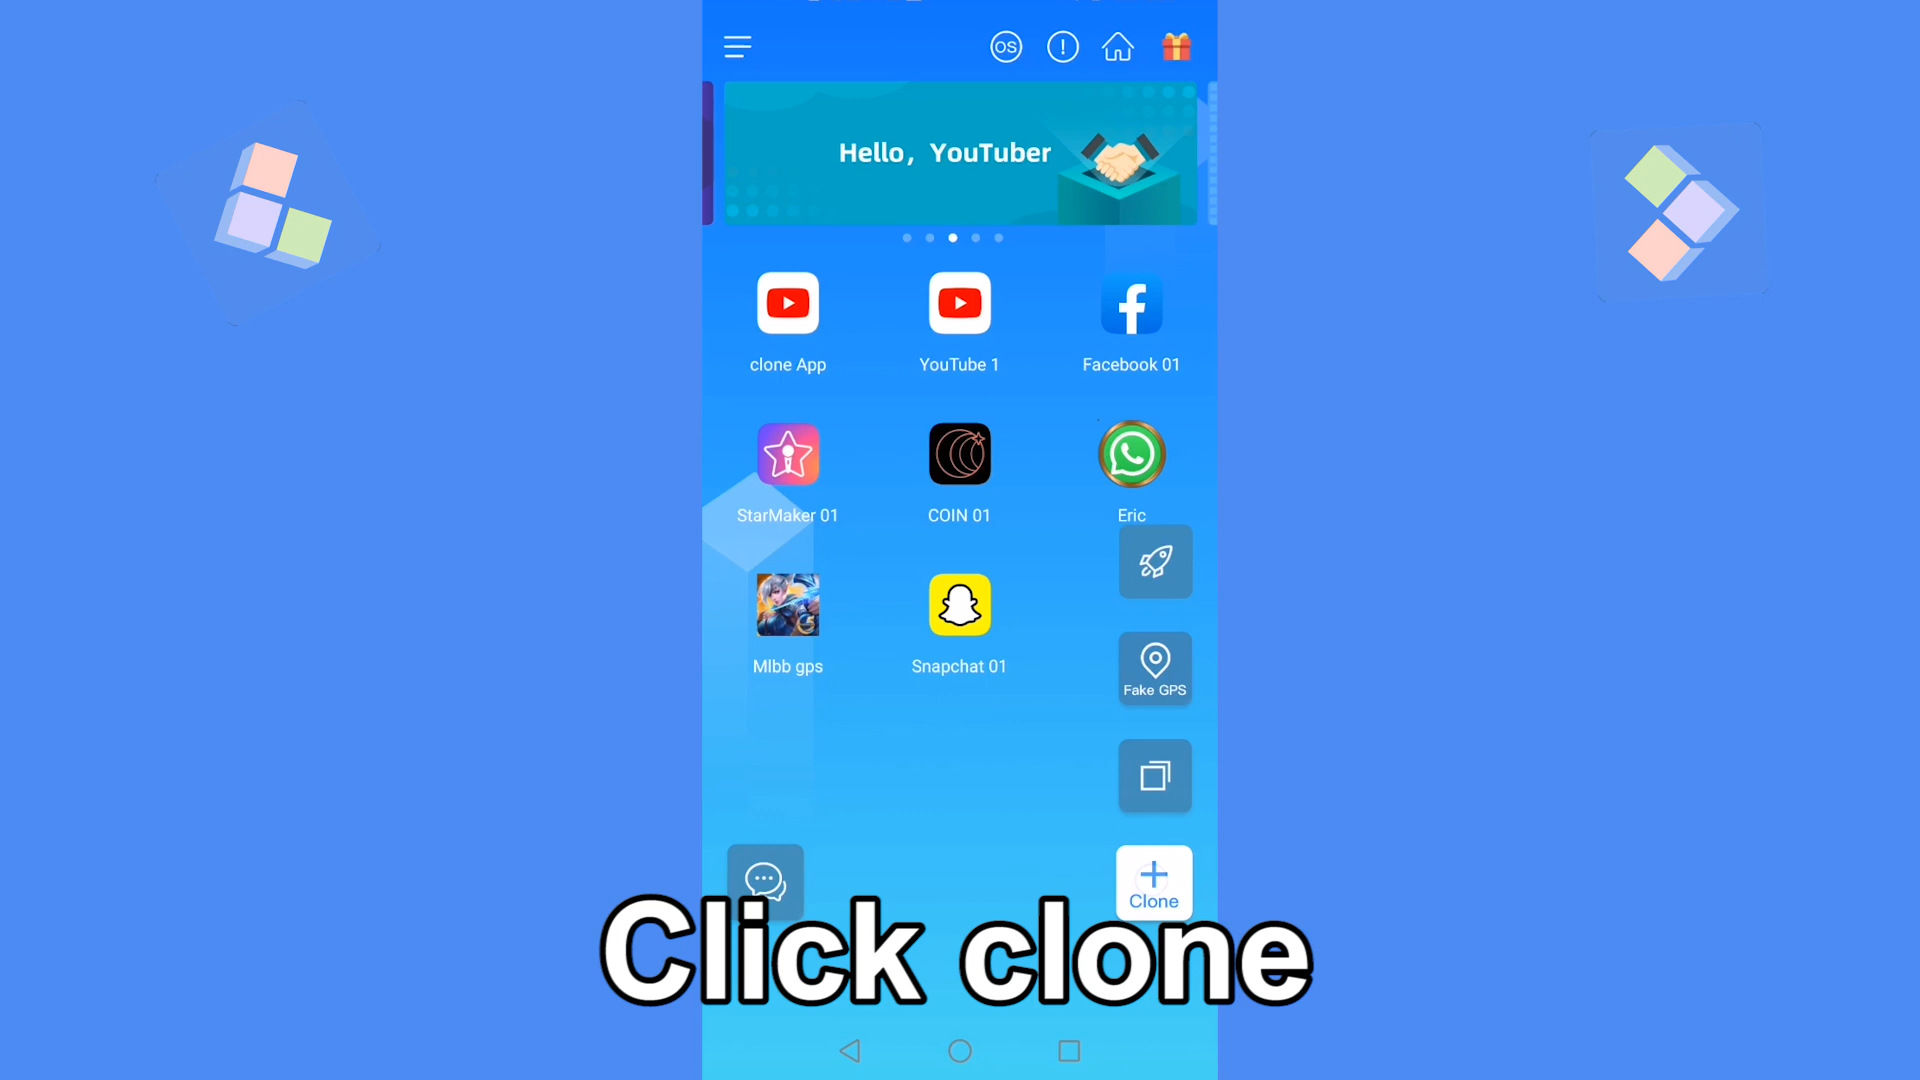 OS
Hello, YouTuber
clone App
YouTube 1
Facebook 01
StarMaker 01
COIN 01
Eric
Mlbb gps
Snapchat 01
Fake GPS
Clone
Click clone